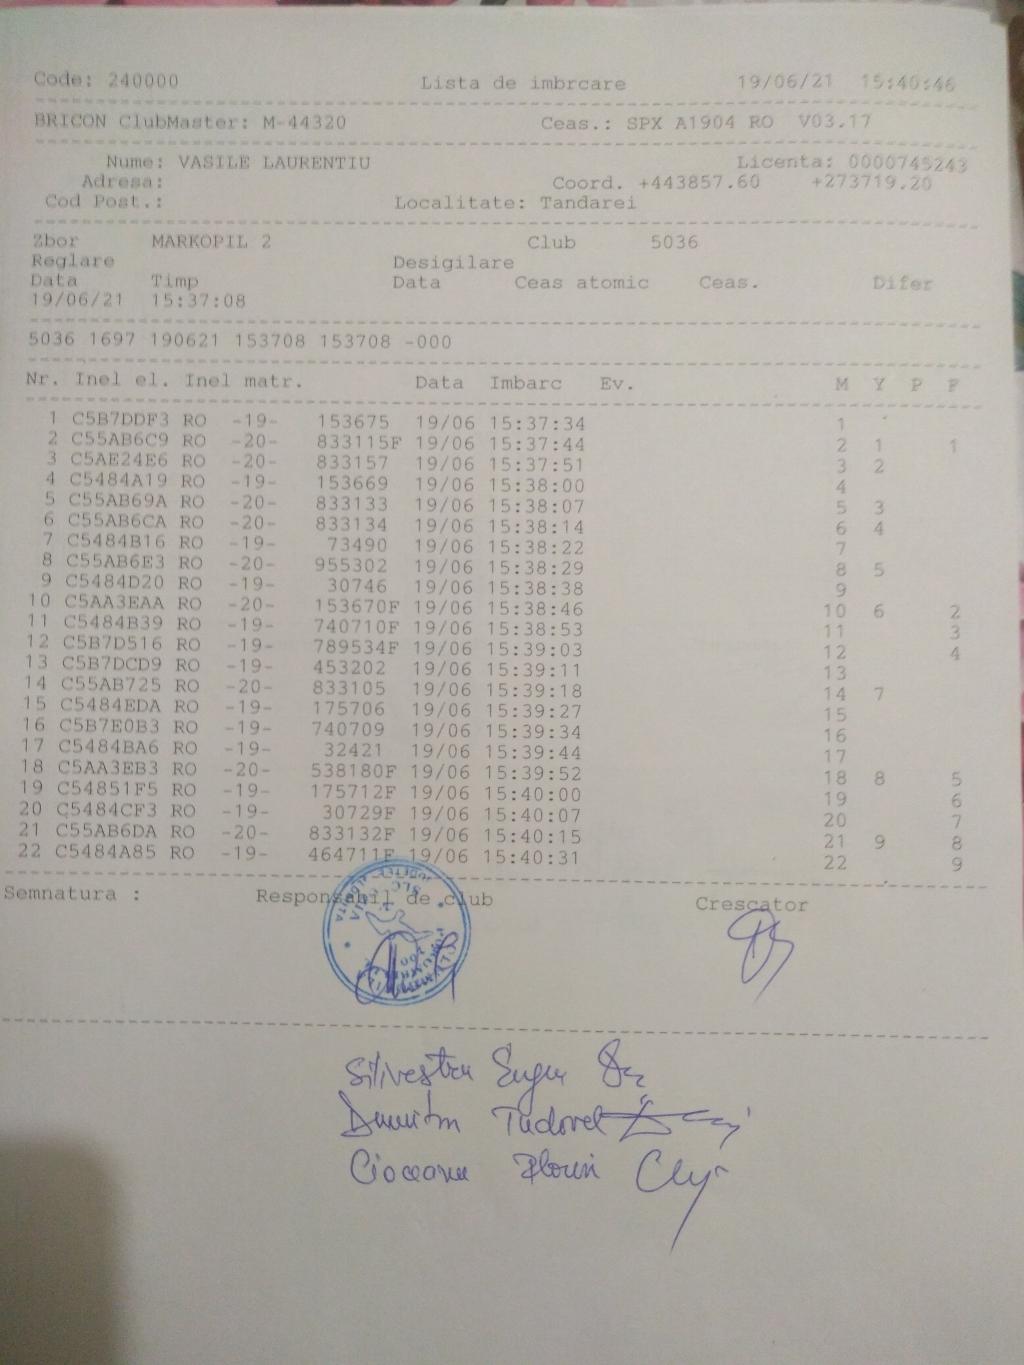 Code: 240000 Lista de imbrcare 19/06/21 15:40:46
BRICON ClubMaster: M-44320 Ceas.: SPX A1904 RO V03.17
Nume: VASILE LAURENTIU Licenta: 0000745243
Adresa: Coord. +443857.60 +273719.20
Cod Post.: Localitate: Tandarei
Zbor MARKOPIL 2 Club 5036
Reglare Desigilare
Data Timp Data Ceas atomic Ceas. Difer
19/06/21 15:37:08
5036 1697 190621 153708 153708 -000
Nr. Inel el. Inel matr. Data Imbarc Ev. M Y P F
1 C5B7DDF3 RO -19- 153675 19/06 15:37:34 1
2 C55AB6C9 RO -20- 833115F 19/06 15:37:44 2 1 1
3 C5AE24E6 RO -20- 833157 19/06 15:37:51 3 2
4 C5484A19 RO -19- 153669 19/06 15:38:00 4
5 C55AB69A RO -20- 833133 19/06 15:38:07 5 3
6 C55AB6CA RO -20- 833134 19/06 15:38:14 6 4
7 C5484B16 RO -19- 73490 19/06 15:38:22 7
8 C55AB6E3 RO -20- 955302 19/06 15:38:29 8 5
9 C5484D20 RO -19- 30746 19/06 15:38:38 9
10 C5AA3EAA RO -20- 153670F 19/06 15:38:46 10 6 2
11 C5484B39 RO -19- 740710F 19/06 15:38:53 11 3
12 C5B7D516 RO -19- 789534F 19/06 15:39:03 12 4
13 C5B7DCD9 RO -19- 453202 19/06 15:39:11 13
14 C55AB725 RO -20- 833105 19/06 15:39:18 14 7
15 C5484EDA RO -19- 175706 19/06 15:39:27 15
16 C5B7E0B3 RO -19- 740709 19/06 15:39:34 16
17 C5484BA6 RO -19- 32421 19/06 15:39:44 17
18 C5AA3EB3 RO -20- 538180F 19/06 15:39:52 18 8 5
19 C54851F5 RO -19- 175712F 19/06 15:40:00 19 6
20 C5484CF3 RO -19- 30729F 19/06 15:40:07 20 7
21 C55AB6DA RO -20- 833132F 19/06 15:40:15 21 9 8
22 C5484A85 RO -19- 464711F 19/06 15:40:31 22 9
Semnatura : Responsabil de club Crescator
Silvestru
Dumitru Tudorel
Cioceanu Florin